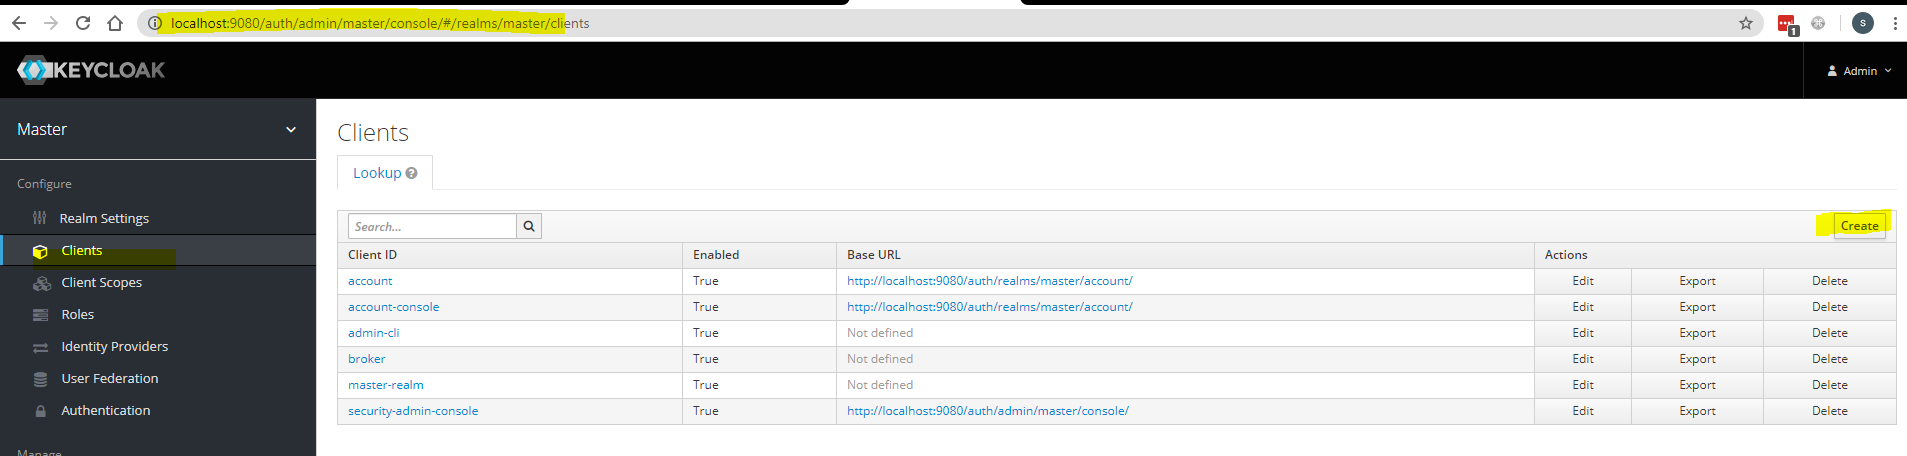 localhost:9080/auth/admin/master/console/#/realms/master/clients
1
S
KEYCLOAK
Admin
Master
Clients
Lookup
Configure
Realm Settings
Clients
Client Scopes
Roles
Identity Providers
User Federation
Authentication
Manage
Search...
Create
Client ID Enabled Base URL Actions
account True http://localhost:9080/auth/realms/master/account/ Edit Export Delete
account-console True http://localhost:9080/auth/realms/master/account/ Edit Export Delete
admin-cli True Not defined Edit Export Delete
broker True Not defined Edit Export Delete
master-realm True Not defined Edit Export Delete
security-admin-console True http://localhost:9080/auth/admin/master/console/ Edit Export Delete